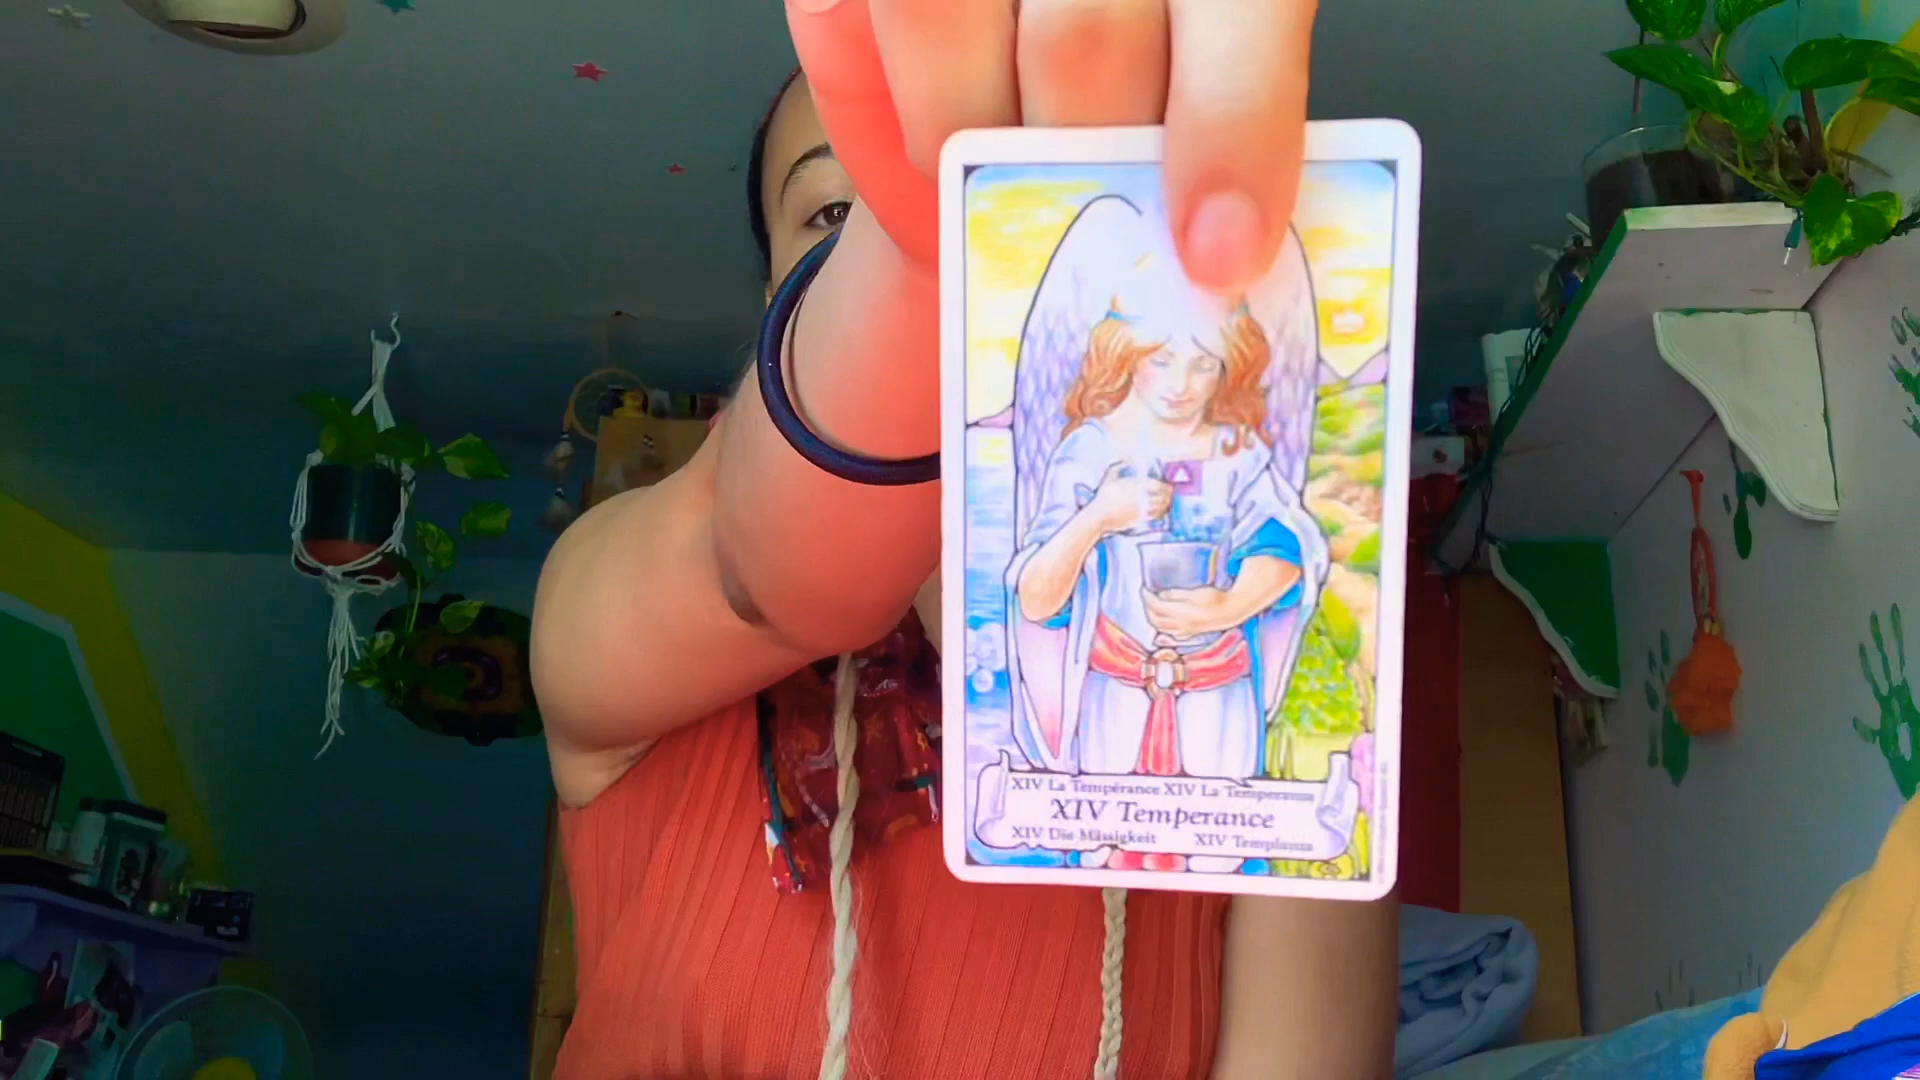 XIV La Tempérance XIV La Temperanza
XIV Temperance
XIV Die Mässigkeit XIV Templanza